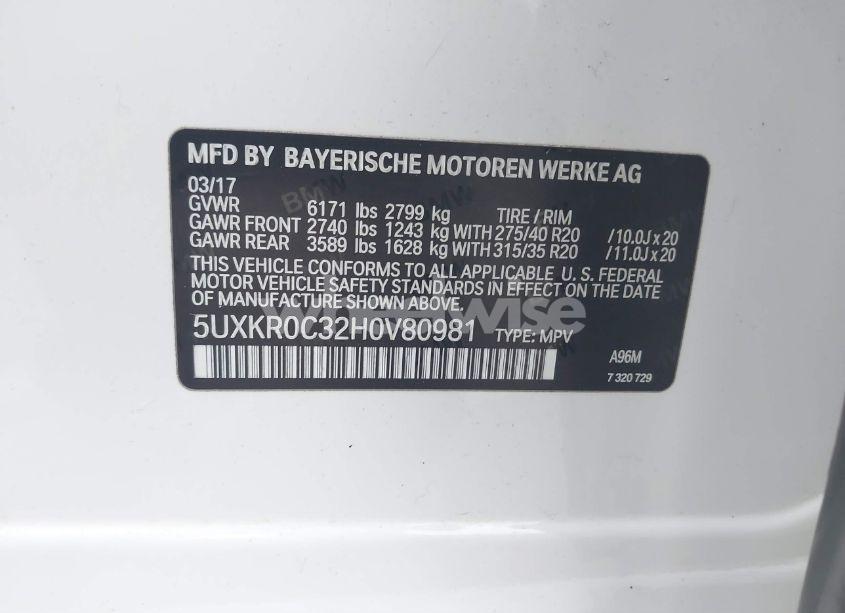 MFD BY BAYERISCHE MOTOREN WERKE AG
03/17
GVWR 6171 lbs 2799 kg TIRE / RIM
GAWR FRONT 2740 lbs 1243 kg WITH 275/40 R20 /10.0J x 20
GAWR REAR 3589 lbs 1628 kg WITH 315/35 R20 /11.0J x 20
THIS VEHICLE CONFORMS TO ALL APPLICABLE U. S. FEDERAL
MOTOR VEHICLE SAFETY STANDARDS IN EFFECT ON THE DATE
OF MANUFACTURE SHOWN ABOVE.
5UXKR0C32H0V80981 TYPE: MPV
A96M
7 320 729